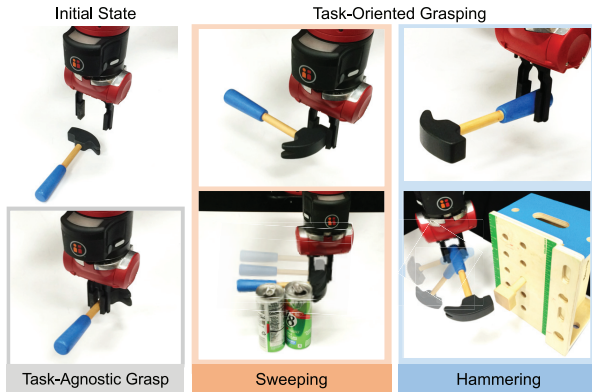 Initial State
Task-Oriented Grasping
Task-Agnostic Grasp
Sweeping
Hammering